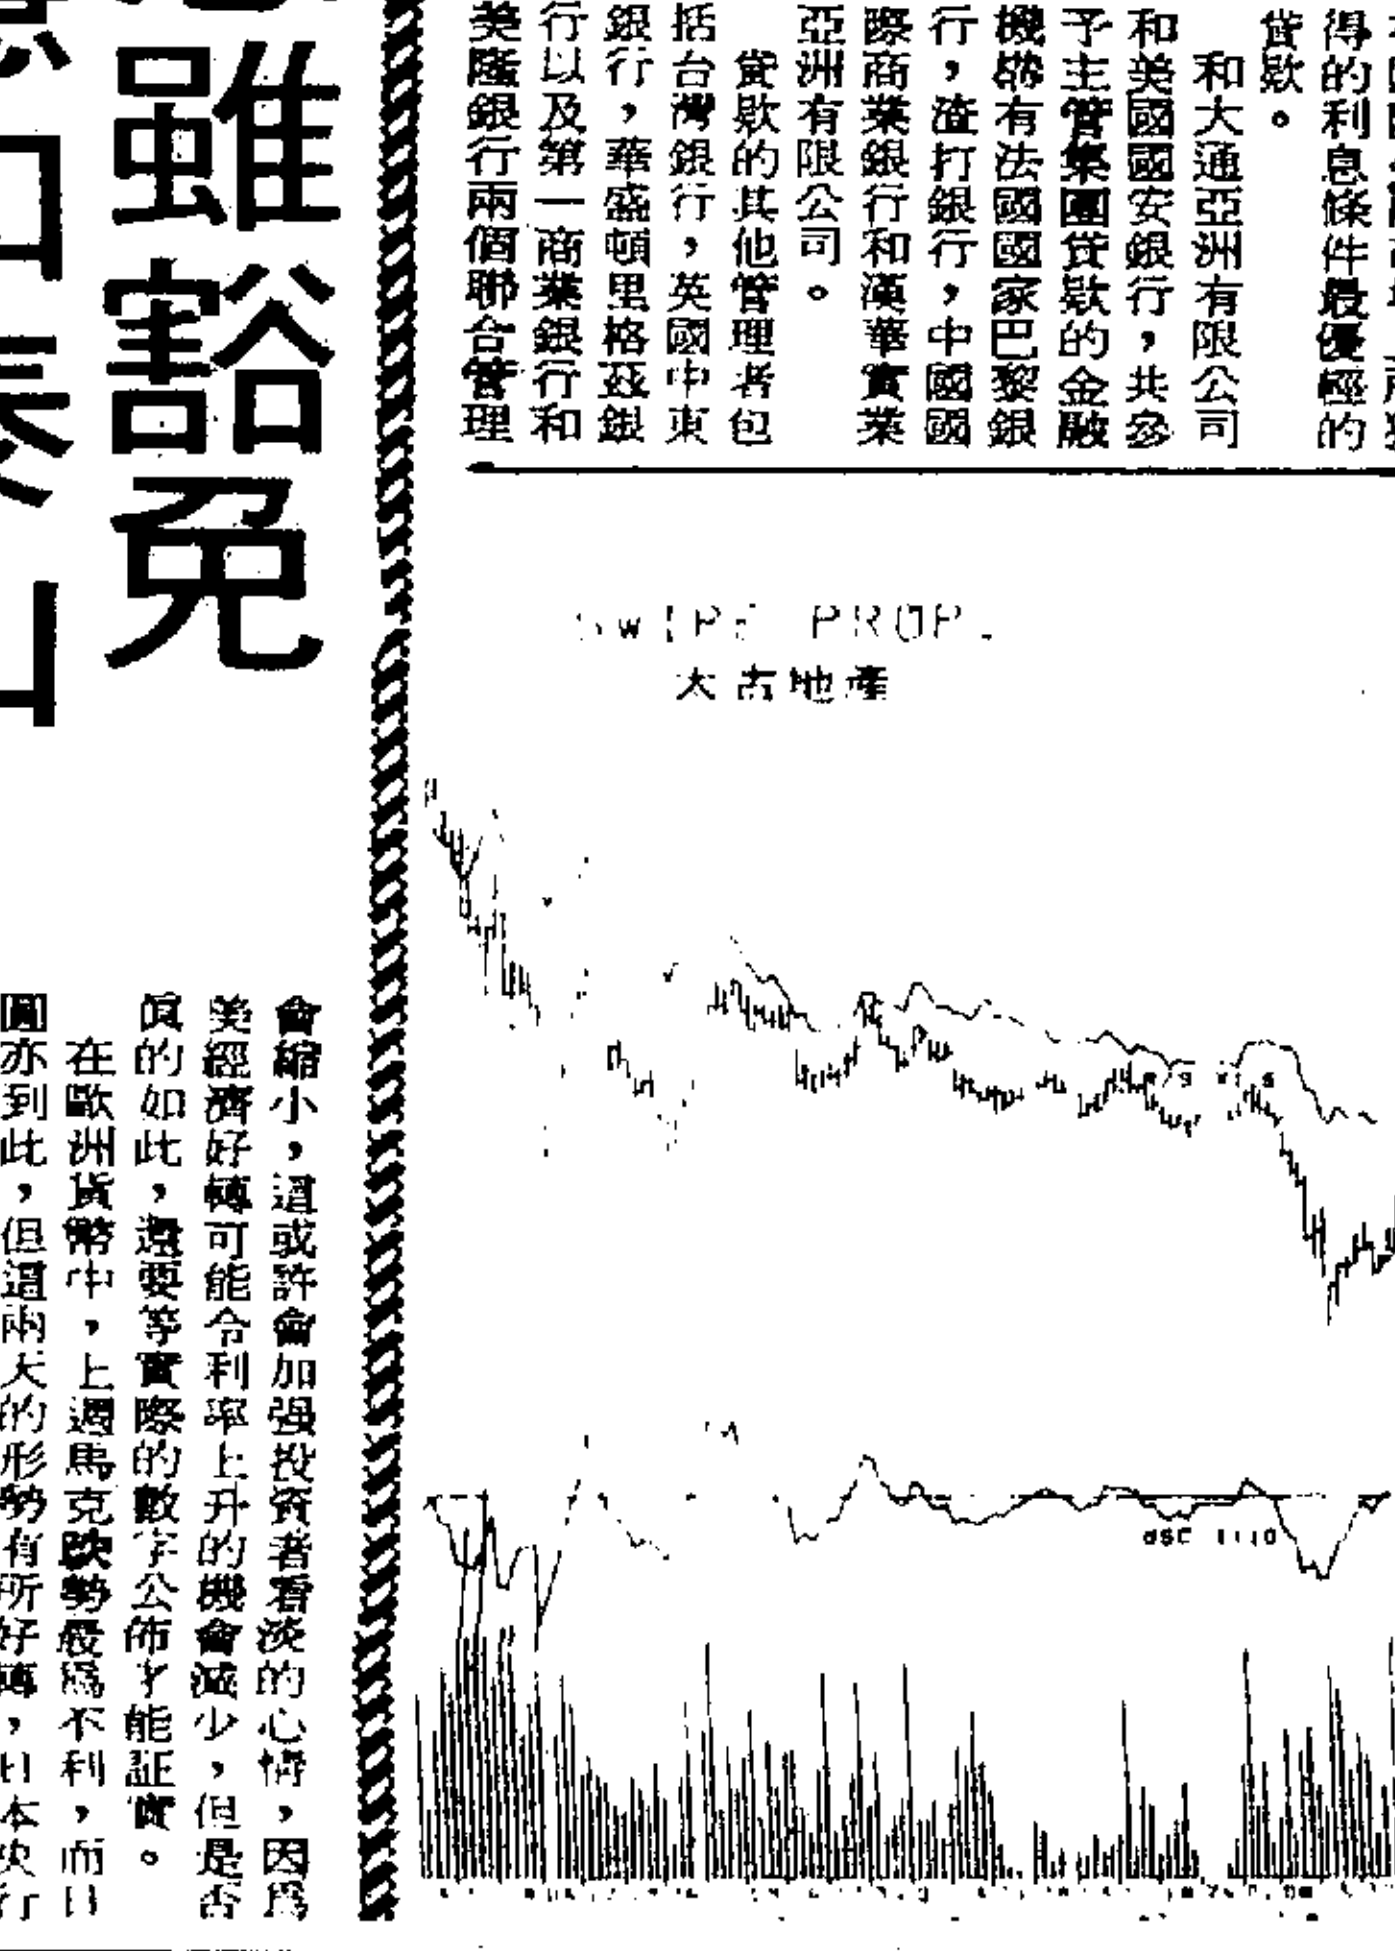 得的利息條件最優經的
貸欵。
和大通亞洲有限公司
和美國國安銀行，共參
予主管集團貸欵的金融
機構有法國國家巴黎銀
行，渣打銀行，中國國
際商業銀行和漢華實業
亞洲有限公司。
貸欵的其他管理者包
括台灣銀行，英國中東
銀行，華盛頓里格茲銀
行以及第一商業銀行和
美隆銀行兩個聯合管理
雖豁免
SWIRE PROP.
太古地產
OSC
會縮小，這或許會加强投資者看淡的心情，因爲
美經濟好轉可能令利率上升的機會減少，但是否
眞的如此，還要等實際的數字公佈才能証實。
在歐洲貨幣中，上週馬克跌勢最爲不利，而日
圓亦到此，但這兩天的形勢有所好轉，日本央行